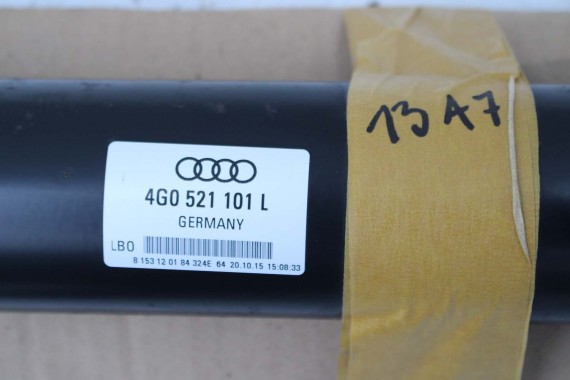 13A7
4G0 521 101 L
GERMANY
LBO
8 153 12 01 84 324E 64 20.10.15 15:08:33